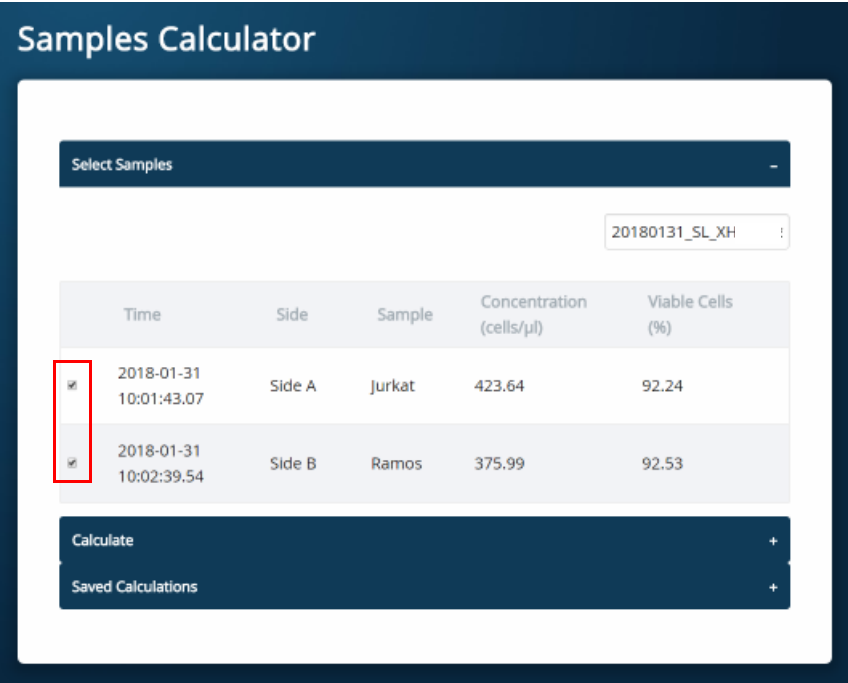 Samples Calculator
Select Samples –
20180131_SL_XH
Time Side Sample Concentration (cells/µl) Viable Cells (%)
2018-01-31 10:01:43.07 Side A Jurkat 423.64 92.24
2018-01-31 10:02:39.54 Side B Ramos 375.99 92.53
Calculate +
Saved Calculations +